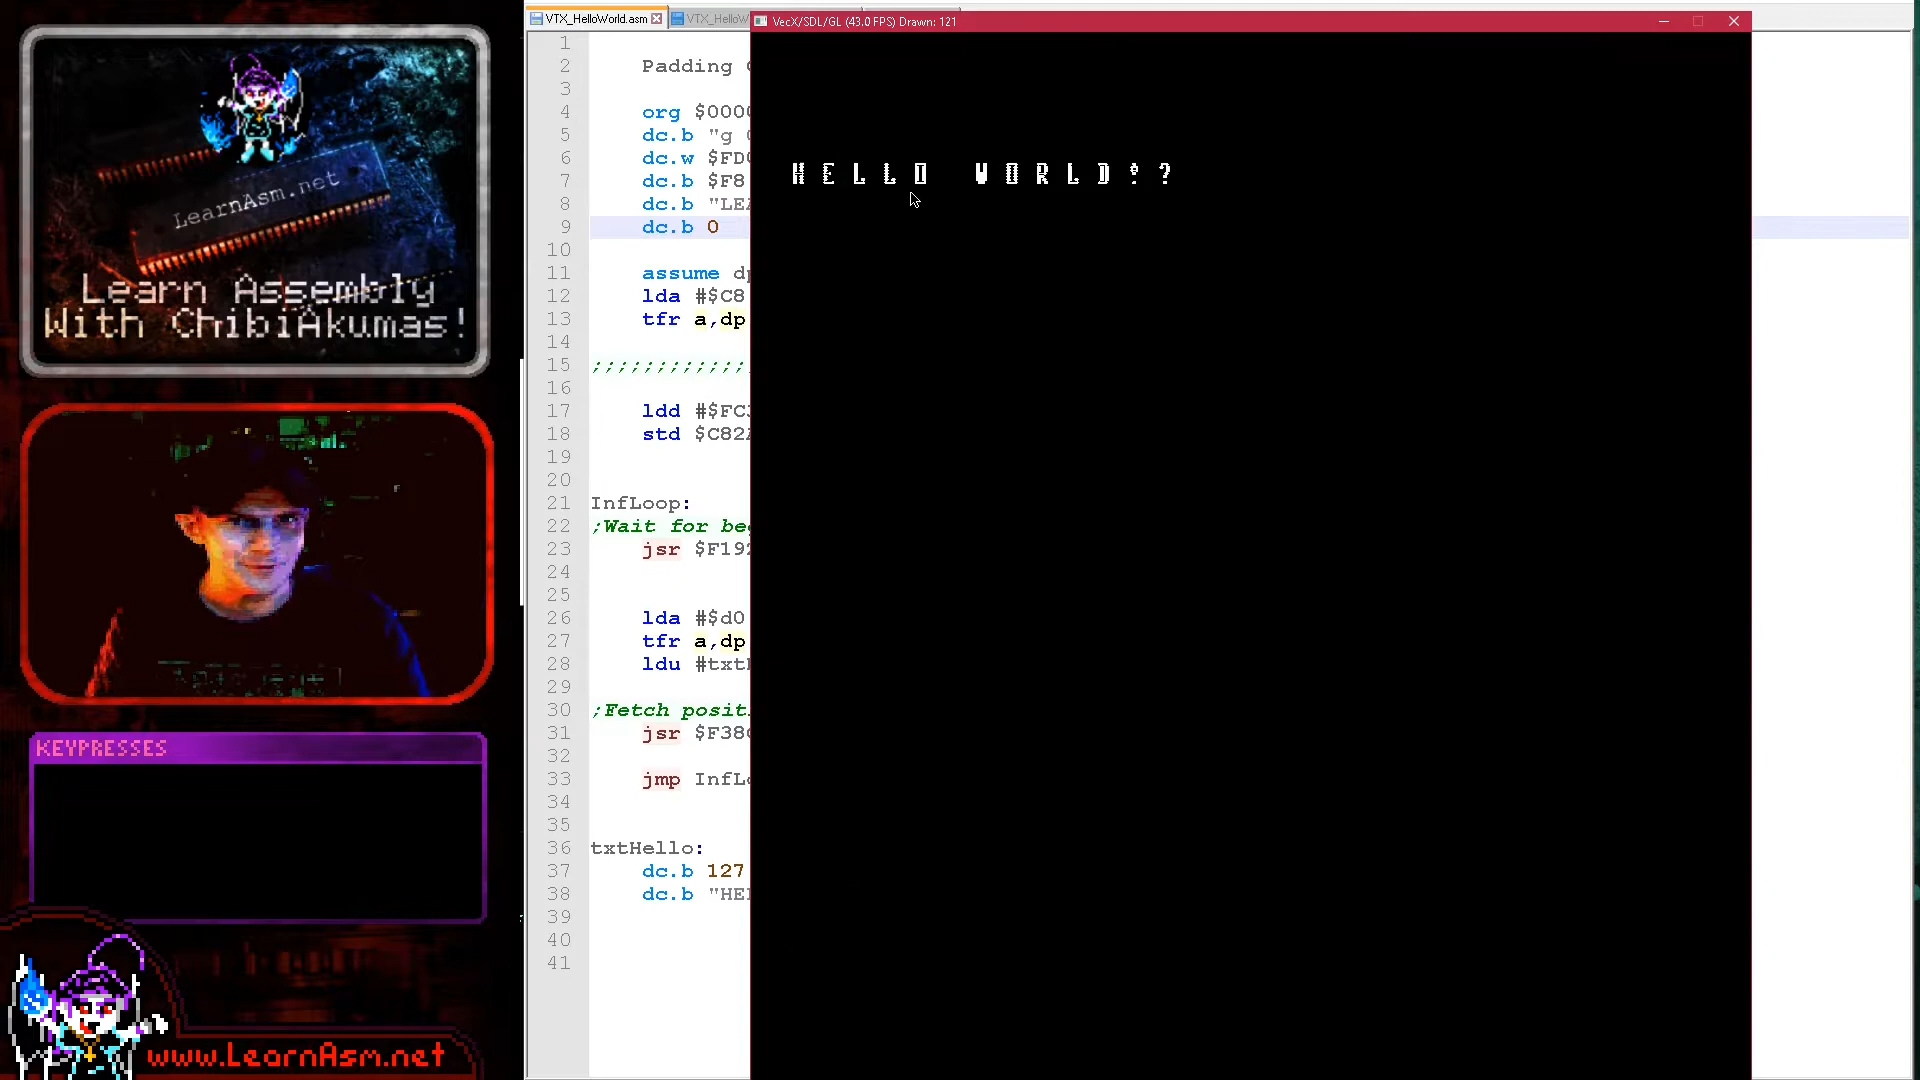 LearnAsm.net
Learn Assembly
With ChibiAkumas!
KEYPRESSES
www.LearnAsm.net
VTX_HelloWorld.asm
VTX_HelloW
VecX/SDL/GL (43.0 FPS) Drawn: 121
1
2 Padding
3
4 org $000
5 dc.b "g
6 dc.w $FD
7 dc.b $F8
8 dc.b "LE
9 dc.b 0
10
11 assume dp
12 lda #$C8
13 tfr a,dp
14
15 ;;;;;;;;;;;;
16
17 ldd #$FC
18 std $C82
19
20
21 InfLoop:
22 ;Wait for be
23 jsr $F192
24
25
26 lda #$d0
27 tfr a,dp
28 ldu #txt
29
30 ;Fetch posit
31 jsr $F38
32
33 jmp InfL
34
35
36 txtHello:
37 dc.b 127
38 dc.b "HE
39
40
41
HELLO WORLD!?